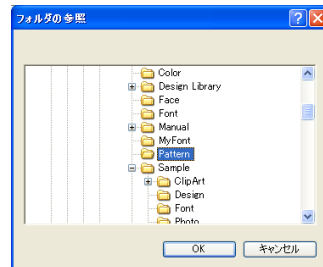 フォルダの参照
Color
Design Library
Face
Font
Manual
MyFont
Pattern
Sample
ClipArt
Design
Font
Photo
OK
キャンセル